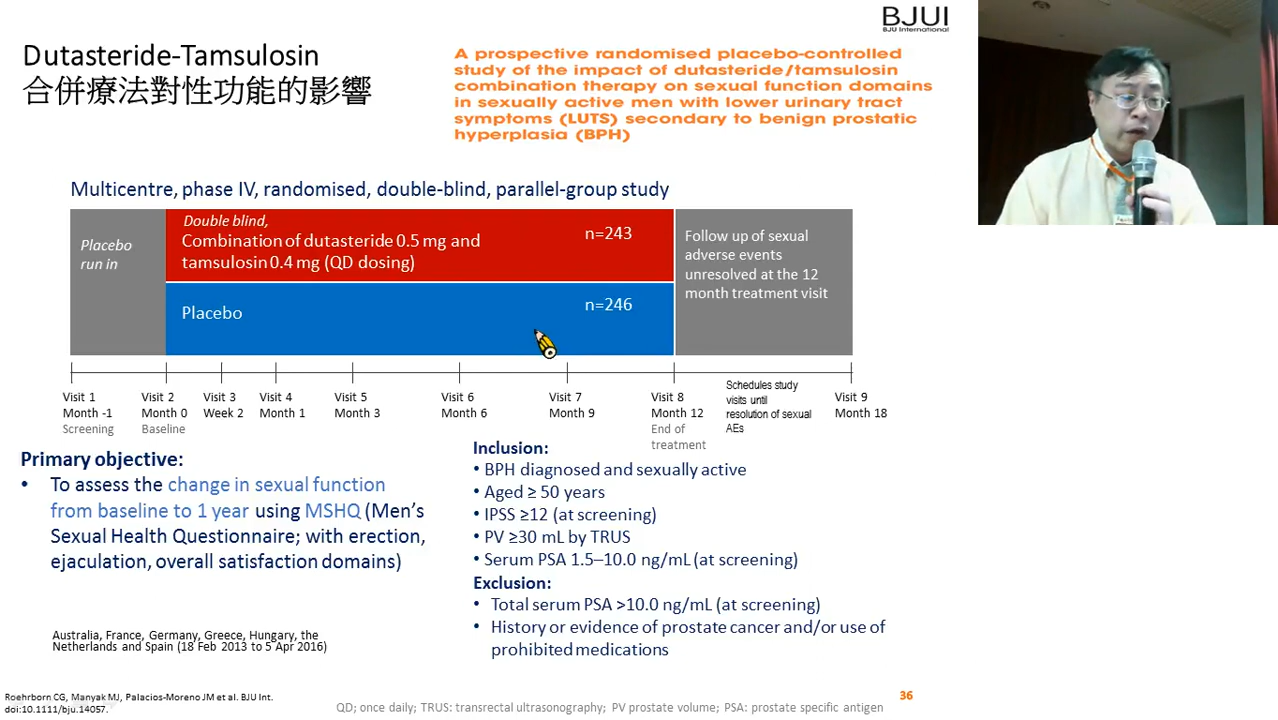 BJUI
BJU International
Dutasteride-Tamsulosin
合併療法對性功能的影響
A prospective randomised placebo-controlled
study of the impact of dutasteride/tamsulosin
combination therapy on sexual function domains
in sexually active men with lower urinary tract
symptoms (LUTS) secondary to benign prostatic
hyperplasia (BPH)
Multicentre, phase IV, randomised, double-blind, parallel-group study
Placebo
run in
Double blind,
Combination of dutasteride 0.5 mg and
tamsulosin 0.4 mg (QD dosing)
n=243
Placebo
n=246
Follow up of sexual
adverse events
unresolved at the 12
month treatment visit
Visit 1
Month -1
Screening
Visit 2
Month 0
Baseline
Visit 3
Week 2
Visit 4
Month 1
Visit 5
Month 3
Visit 6
Month 6
Visit 7
Month 9
Visit 8
Month 12
End of
treatment
Schedules study
visits until
resolution of sexual
AEs
Visit 9
Month 18
Primary objective:
• To assess the change in sexual function
from baseline to 1 year using MSHQ (Men's
Sexual Health Questionnaire; with erection,
ejaculation, overall satisfaction domains)
Inclusion:
• BPH diagnosed and sexually active
• Aged ≥ 50 years
• IPSS ≥12 (at screening)
• PV ≥30 mL by TRUS
• Serum PSA 1.5–10.0 ng/mL (at screening)
Exclusion:
• Total serum PSA >10.0 ng/mL (at screening)
• History or evidence of prostate cancer and/or use of
prohibited medications
Australia, France, Germany, Greece, Hungary, the
Netherlands and Spain (18 Feb 2013 to 5 Apr 2016)
Roehrborn CG, Manyak MJ, Palacios-Moreno JM et al. BJU Int.
doi:10.1111/bju.14057.
QD; once daily; TRUS: transrectal ultrasonography; PV prostate volume; PSA: prostate specific antigen
36